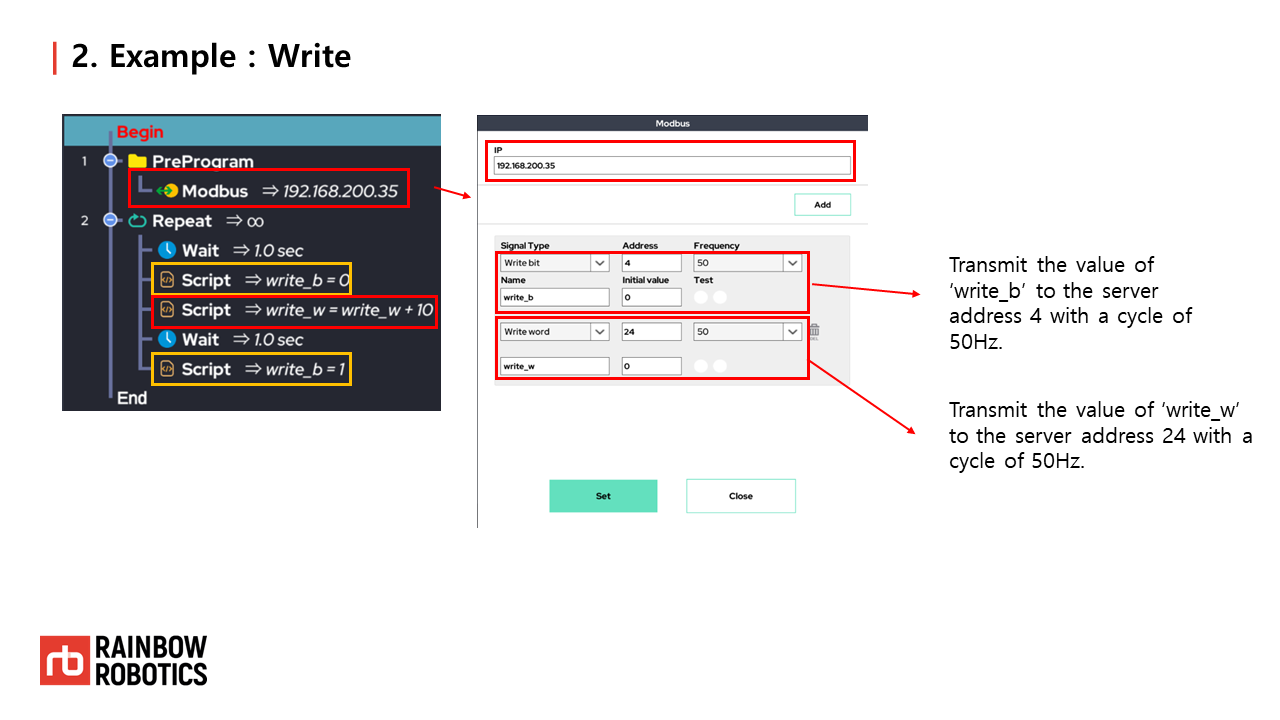 2. Example : Write
Begin
1 PreProgram
Modbus ⇒ 192.168.200.35
2 Repeat ⇒ ∞
Wait ⇒ 1.0 sec
Script ⇒ write_b = 0
Script ⇒ write_w = write_w + 10
Wait ⇒ 1.0 sec
Script ⇒ write_b = 1
End
Modbus
IP
192.168.200.35
Add
Signal Type Address Frequency
Write bit 4 50
Name Initial value Test
write_b 0
Write word 24 50
DEL
write_w 0
Set Close
Transmit the value of
‘write_b’ to the server
address 4 with a cycle of
50Hz.
Transmit the value of ‘write_w’
to the server address 24 with a
cycle of 50Hz.
rb RAINBOW
ROBOTICS